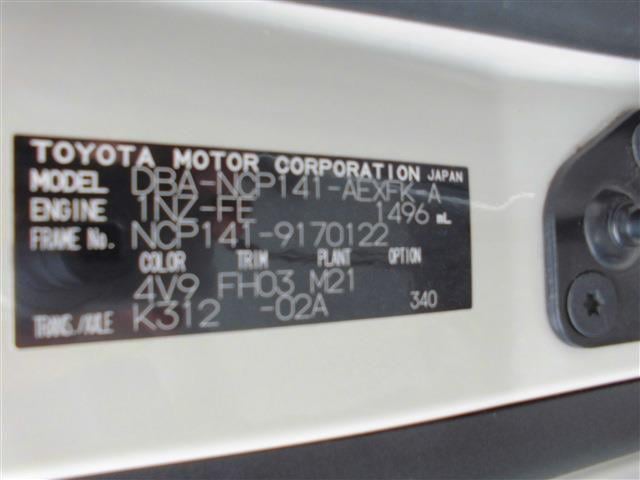 TOYOTA MOTOR CORPORATION JAPAN
MODEL DBA-NCP141-AEXFK-A
ENGINE 1NZ-FE 1496 mL
FRAME No. NCP141-9170122
COLOR TRIM PLANT OPTION
4V9 FH03 M21
TRANS./AXLE K312 -02A 340